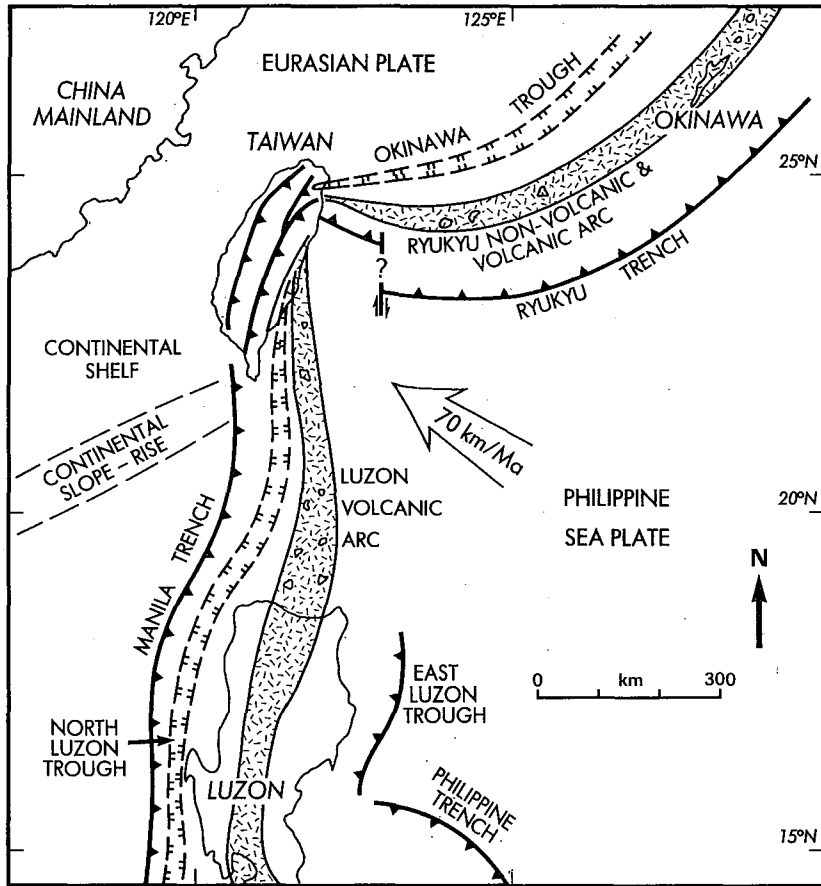 120°E
125°E
CHINA
MAINLAND
EURASIAN PLATE
TROUGH
OKINAWA
OKINAWA
TAIWAN
25°N
RYUKYU NON-VOLCANIC &
VOLCANIC ARC
?
RYUKYU TRENCH
CONTINENTAL
SHELF
CONTINENTAL
SLOPE-RISE
70 km/Ma
LUZON
VOLCANIC
ARC
PHILIPPINE
SEA PLATE
20°N
MANILA TRENCH
N
0 km 300
EAST
LUZON
TROUGH
NORTH
LUZON
TROUGH
LUZON
PHILIPPINE
TRENCH
15°N